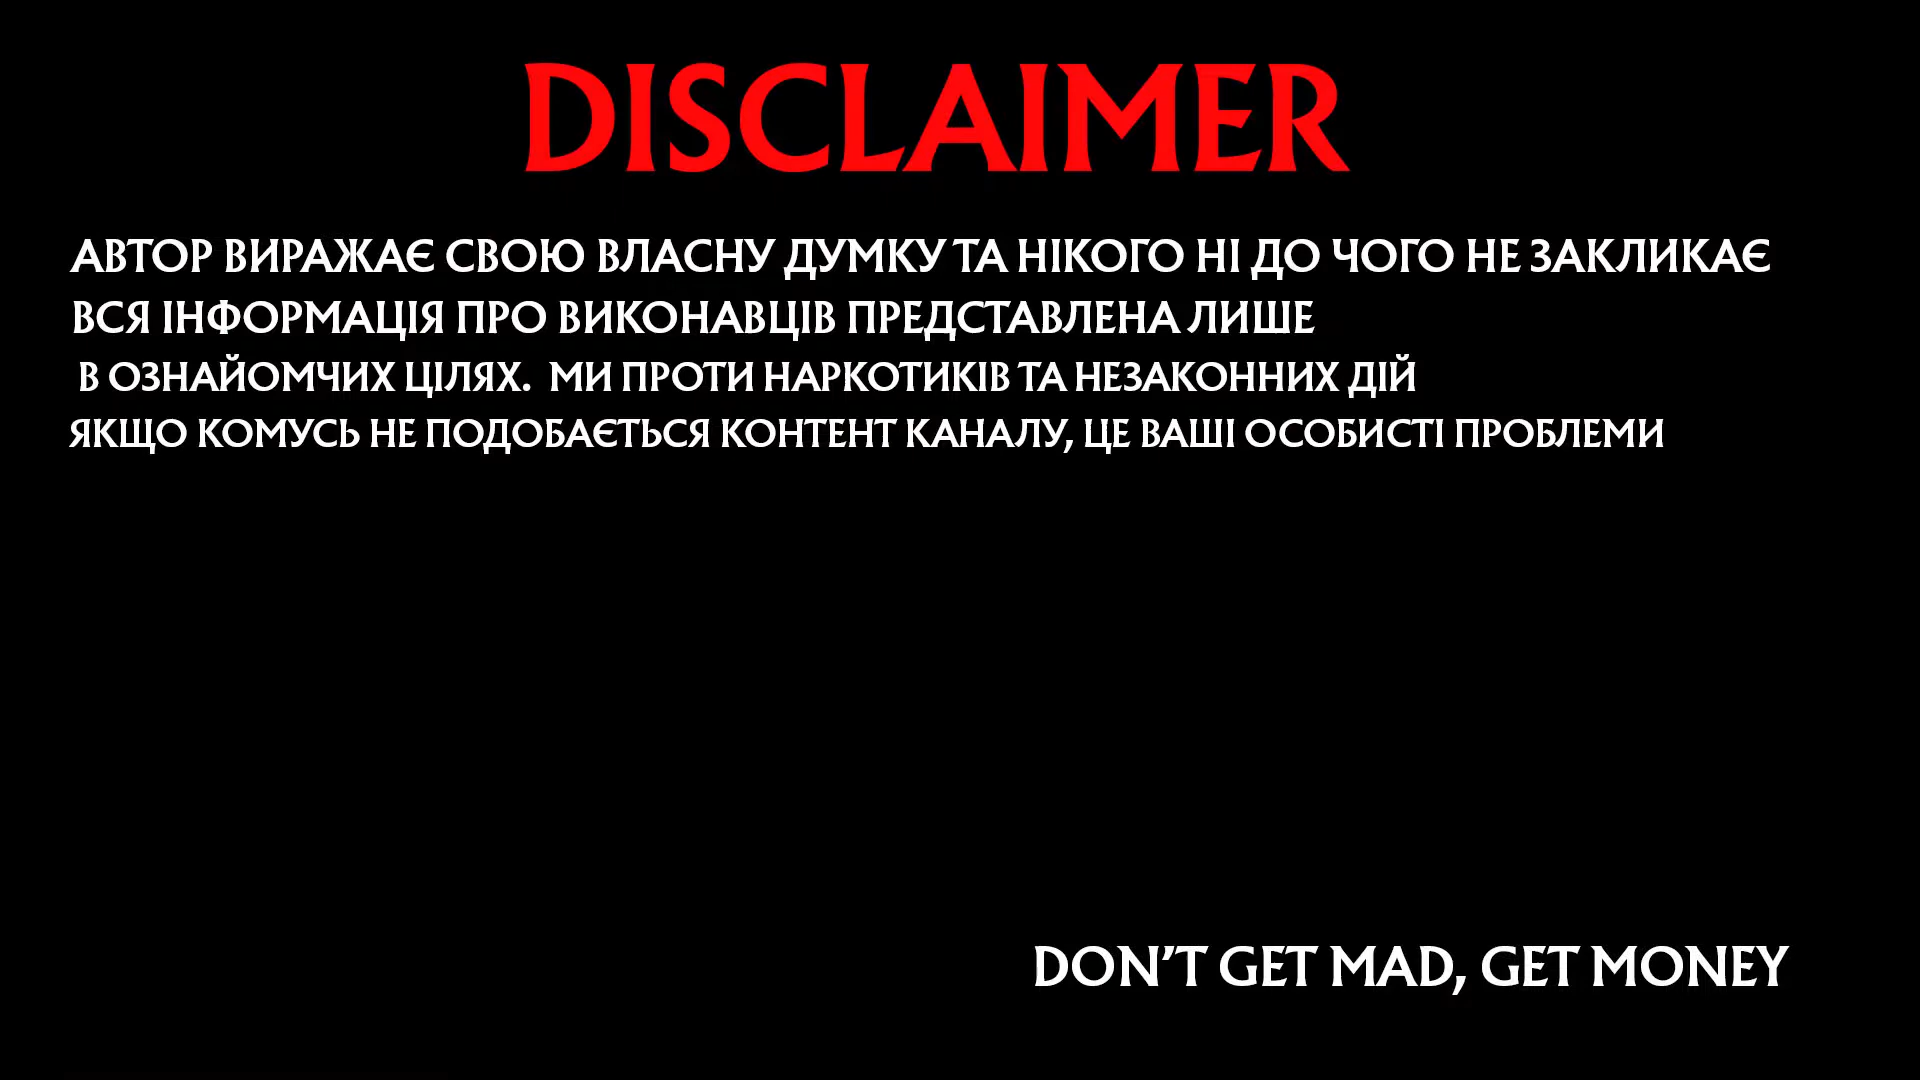 DISCLAIMER
АВТОР ВИРАЖАЄ СВОЮ ВЛАСНУ ДУМКУ ТА НІКОГО НІ ДО ЧОГО НЕ ЗАКЛИКАЄ
ВСЯ ІНФОРМАЦІЯ ПРО ВИКОНАВЦІВ ПРЕДСТАВЛЕНА ЛИШЕ
В ОЗНАЙОМЧИХ ЦІЛЯХ. МИ ПРОТИ НАРКОТИКІВ ТА НЕЗАКОННИХ ДІЙ
ЯКЩО КОМУСЬ НЕ ПОДОБАЄТЬСЯ КОНТЕНТ КАНАЛУ, ЦЕ ВАШІ ОСОБИСТІ ПРОБЛЕМИ
DON'T GET MAD, GET MONEY